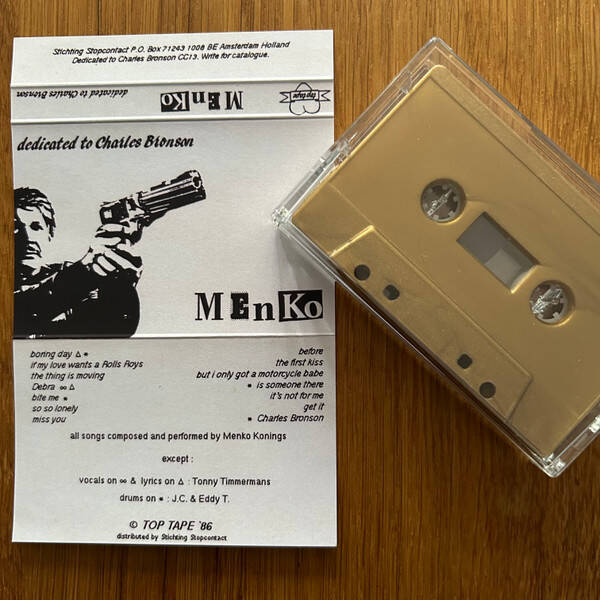 Stichting Stopcontact P.O. Box 71243 1008 BE Amsterdam Holland
Dedicated to Charles Bronson CC13. Write for catalogue.
dedicated to Charles Bronson
MEnKo
top tape
dedicated to Charles Bronson
MEnKo
boring day Δ *
if my love wants a Rolls Roys
the thing is moving
Debra ∞ Δ
bite me *
so so lonely
miss you
before
the first kiss
but i only got a motorcycle babe
* is someone there
it's not for me
get it
* Charles Bronson
all songs composed and performed by Menko Konings
except :
vocals on ∞ & lyrics on Δ : Tonny Timmermans
drums on * : J.C. & Eddy T.
© TOP TAPE '86
distributed by Stichting Stopcontact